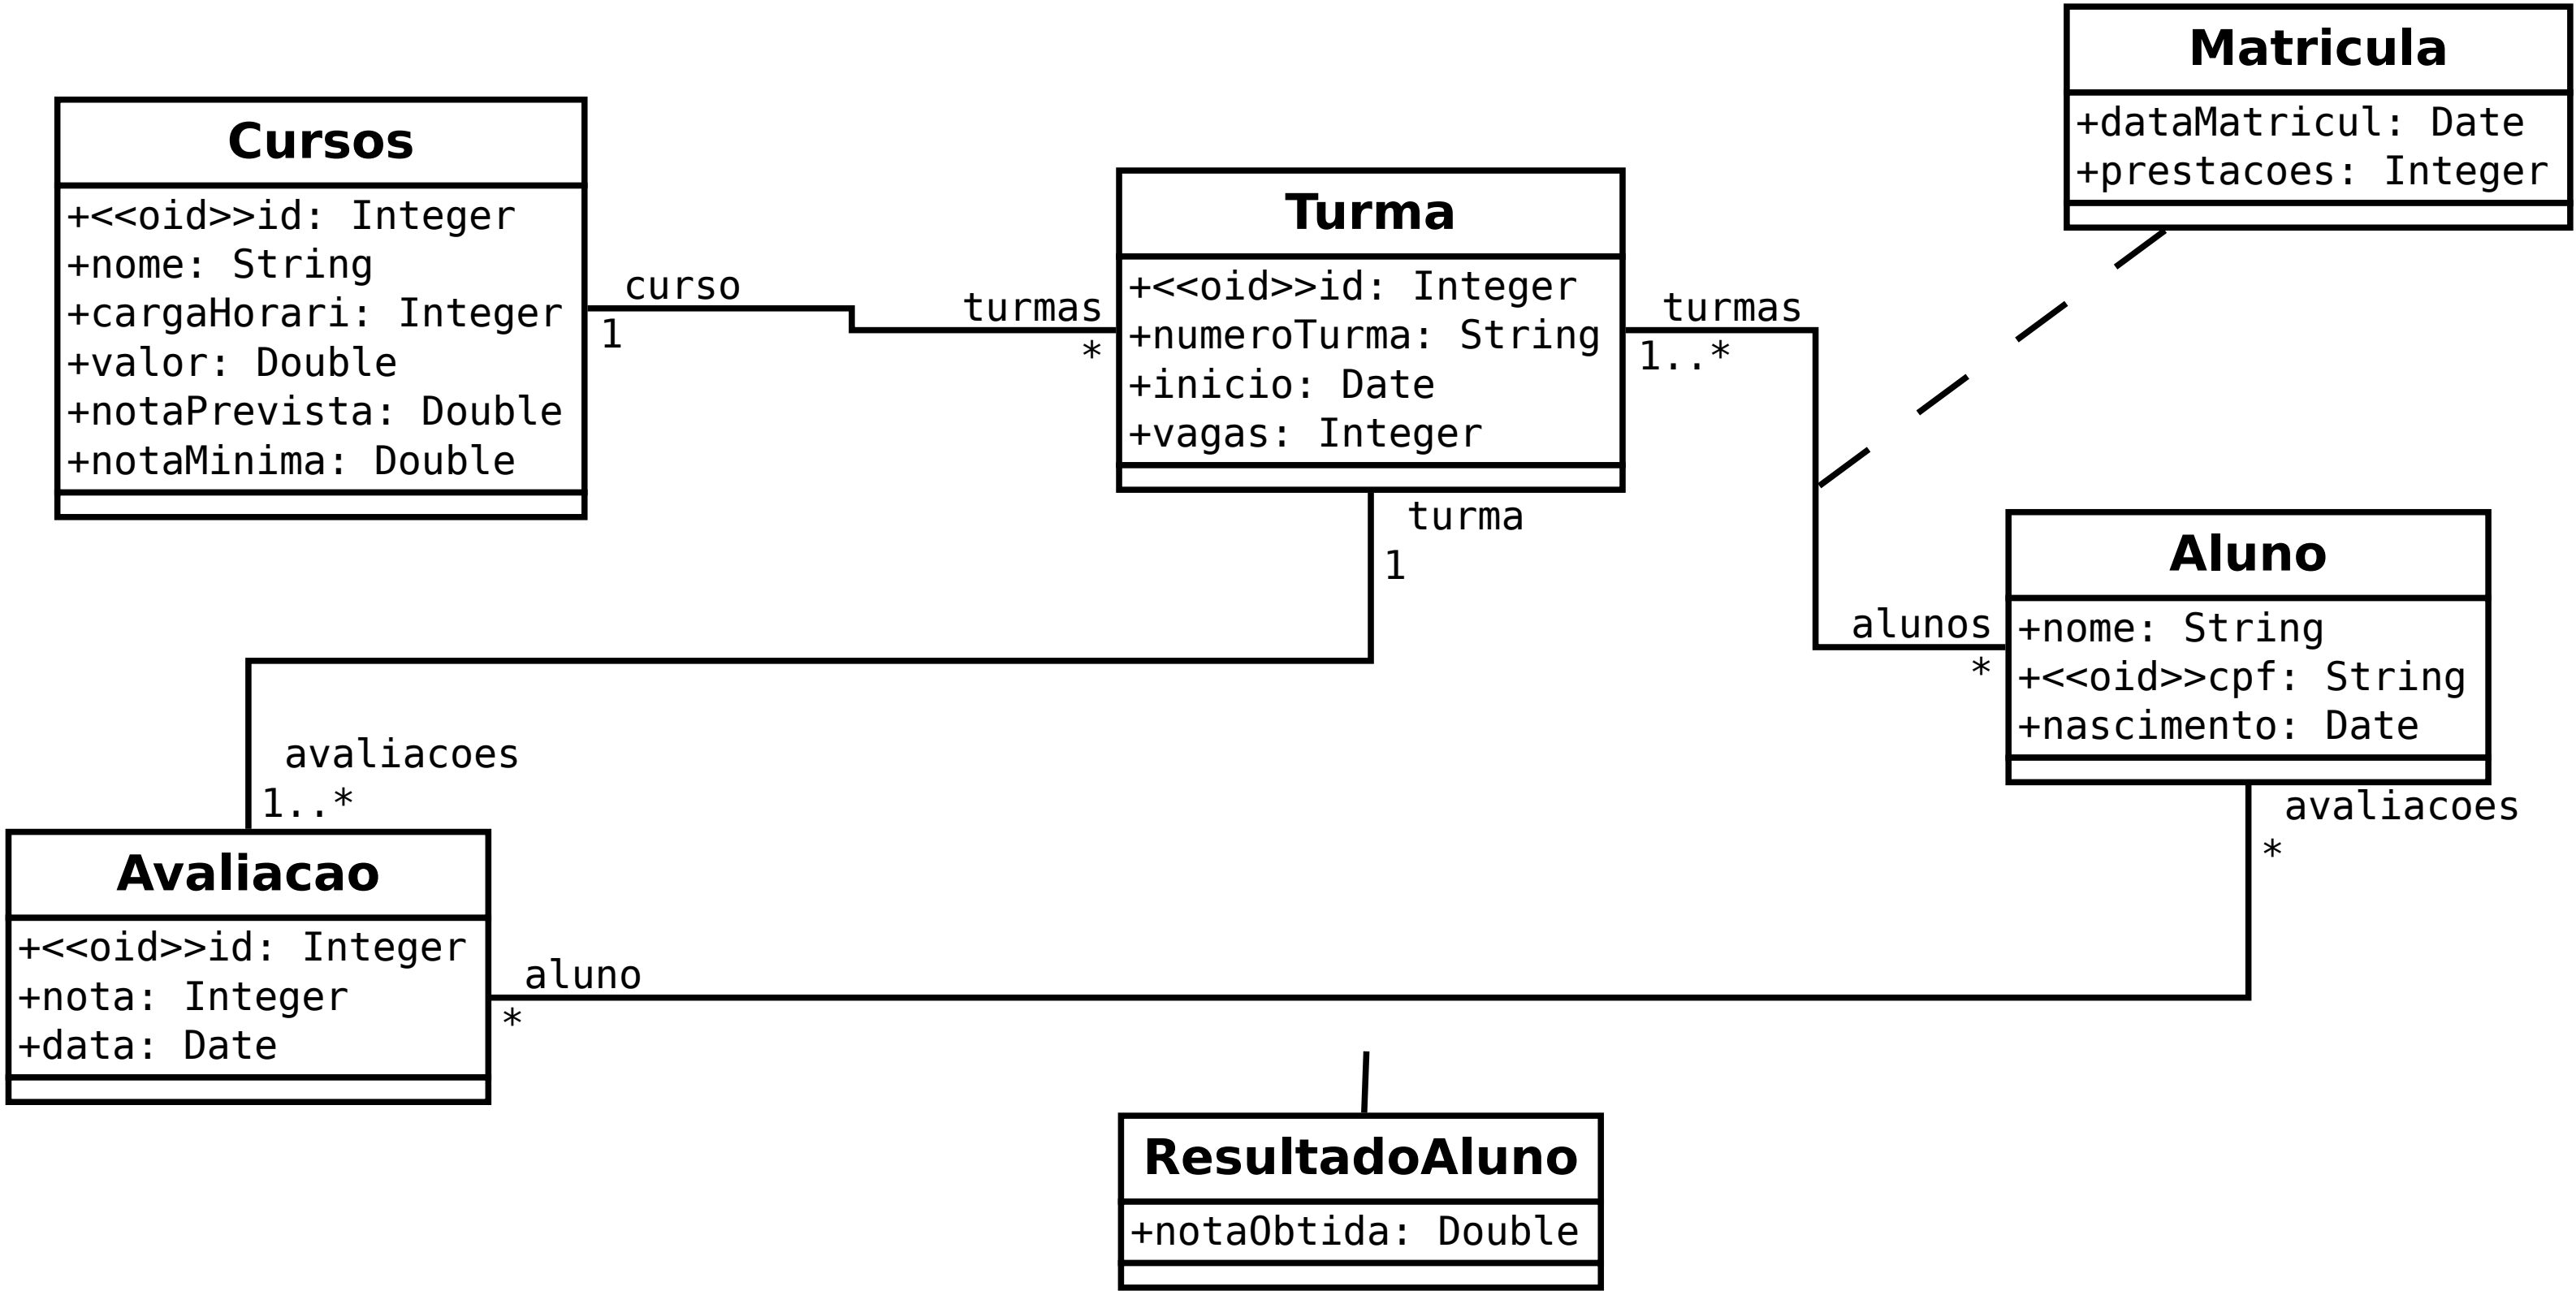 Matricula
+dataMatricul: Date
+prestacoes: Integer
Cursos
+<<oid>>id: Integer
+nome: String
+cargaHorari: Integer
+valor: Double
+notaPrevista: Double
+notaMinima: Double
curso
1
turmas
*
Turma
+<<oid>>id: Integer
+numeroTurma: String
+inicio: Date
+vagas: Integer
turmas
1..*
turma
1
alunos
*
Aluno
+nome: String
+<<oid>>cpf: String
+nascimento: Date
avaliacoes
1..*
avaliacoes
*
Avaliacao
+<<oid>>id: Integer
+nota: Integer
+data: Date
aluno
*
ResultadoAluno
+notaObtida: Double